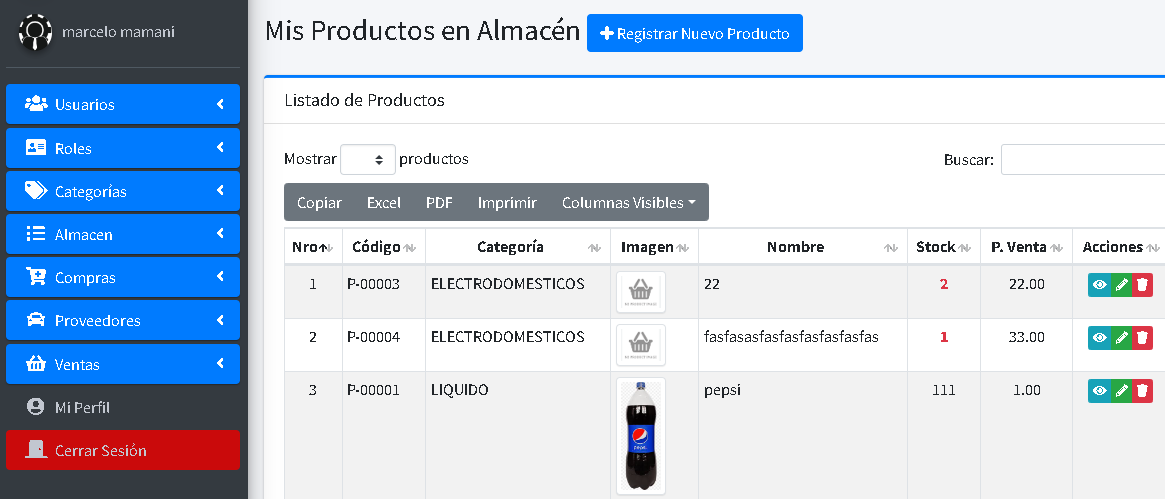 marcelo mamani
Usuarios
Roles
Categorías
Almacen
Compras
Proveedores
Ventas
Mi Perfil
Cerrar Sesión
Mis Productos en Almacén
Registrar Nuevo Producto
Listado de Productos
Mostrar productos
Buscar:
Copiar Excel PDF Imprimir Columnas Visibles
Nro Código Categoría Imagen Nombre Stock P. Venta Acciones
1 P-00003 ELECTRODOMESTICOS 22 2 22.00
2 P-00004 ELECTRODOMESTICOS fasfasasfasfasfasfasfasfas 1 33.00
3 P-00001 LIQUIDO pepsi 111 1.00
pepsi